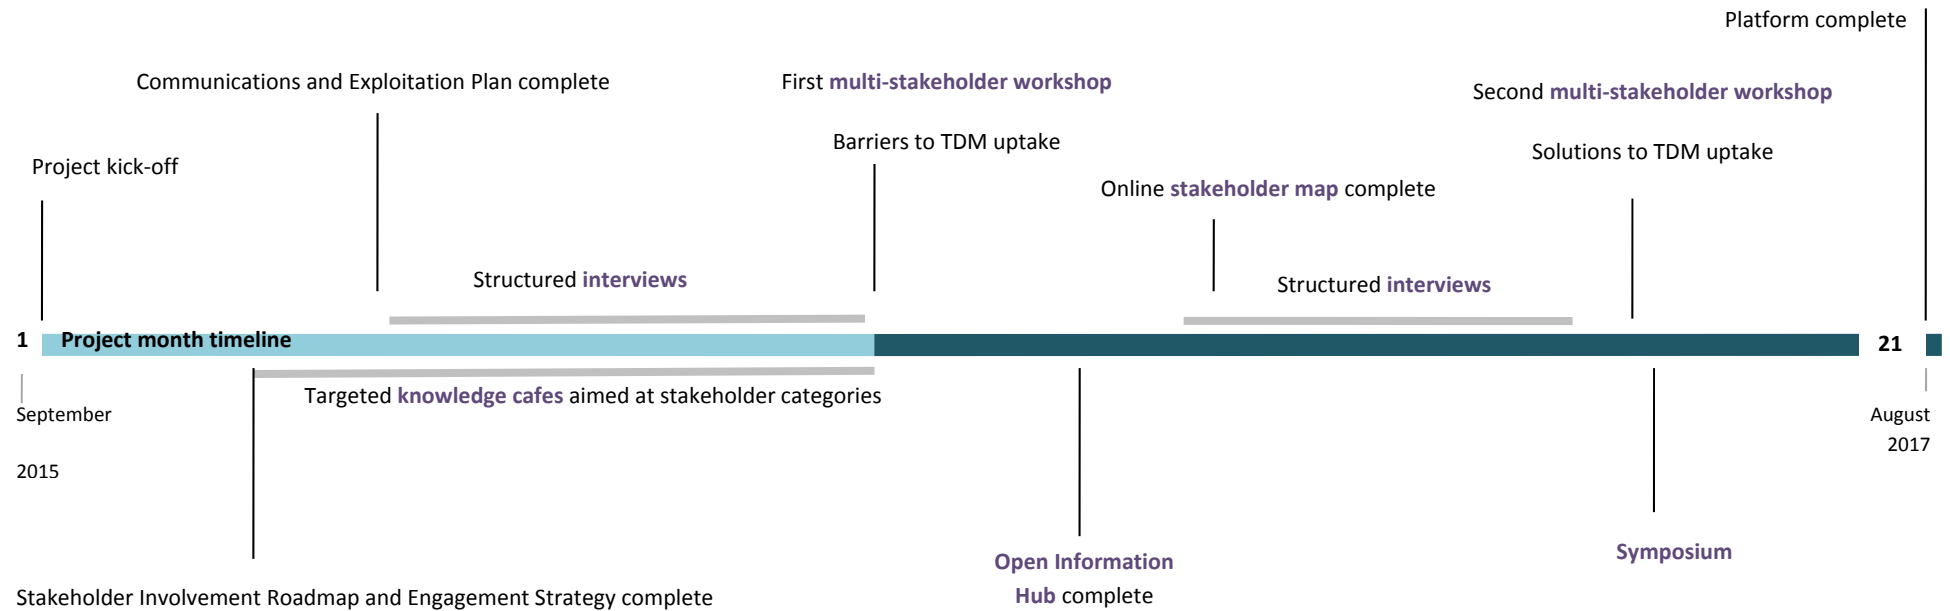 Platform complete
Communications and Exploitation Plan complete
First multi-stakeholder workshop
Second multi-stakeholder workshop
Barriers to TDM uptake
Solutions to TDM uptake
Project kick-off
Online stakeholder map complete
Structured interviews
Structured interviews
1
Project month timeline
21
Targeted knowledge cafes aimed at stakeholder categories
September
2015
August
2017
Open Information
Hub complete
Symposium
Stakeholder Involvement Roadmap and Engagement Strategy complete